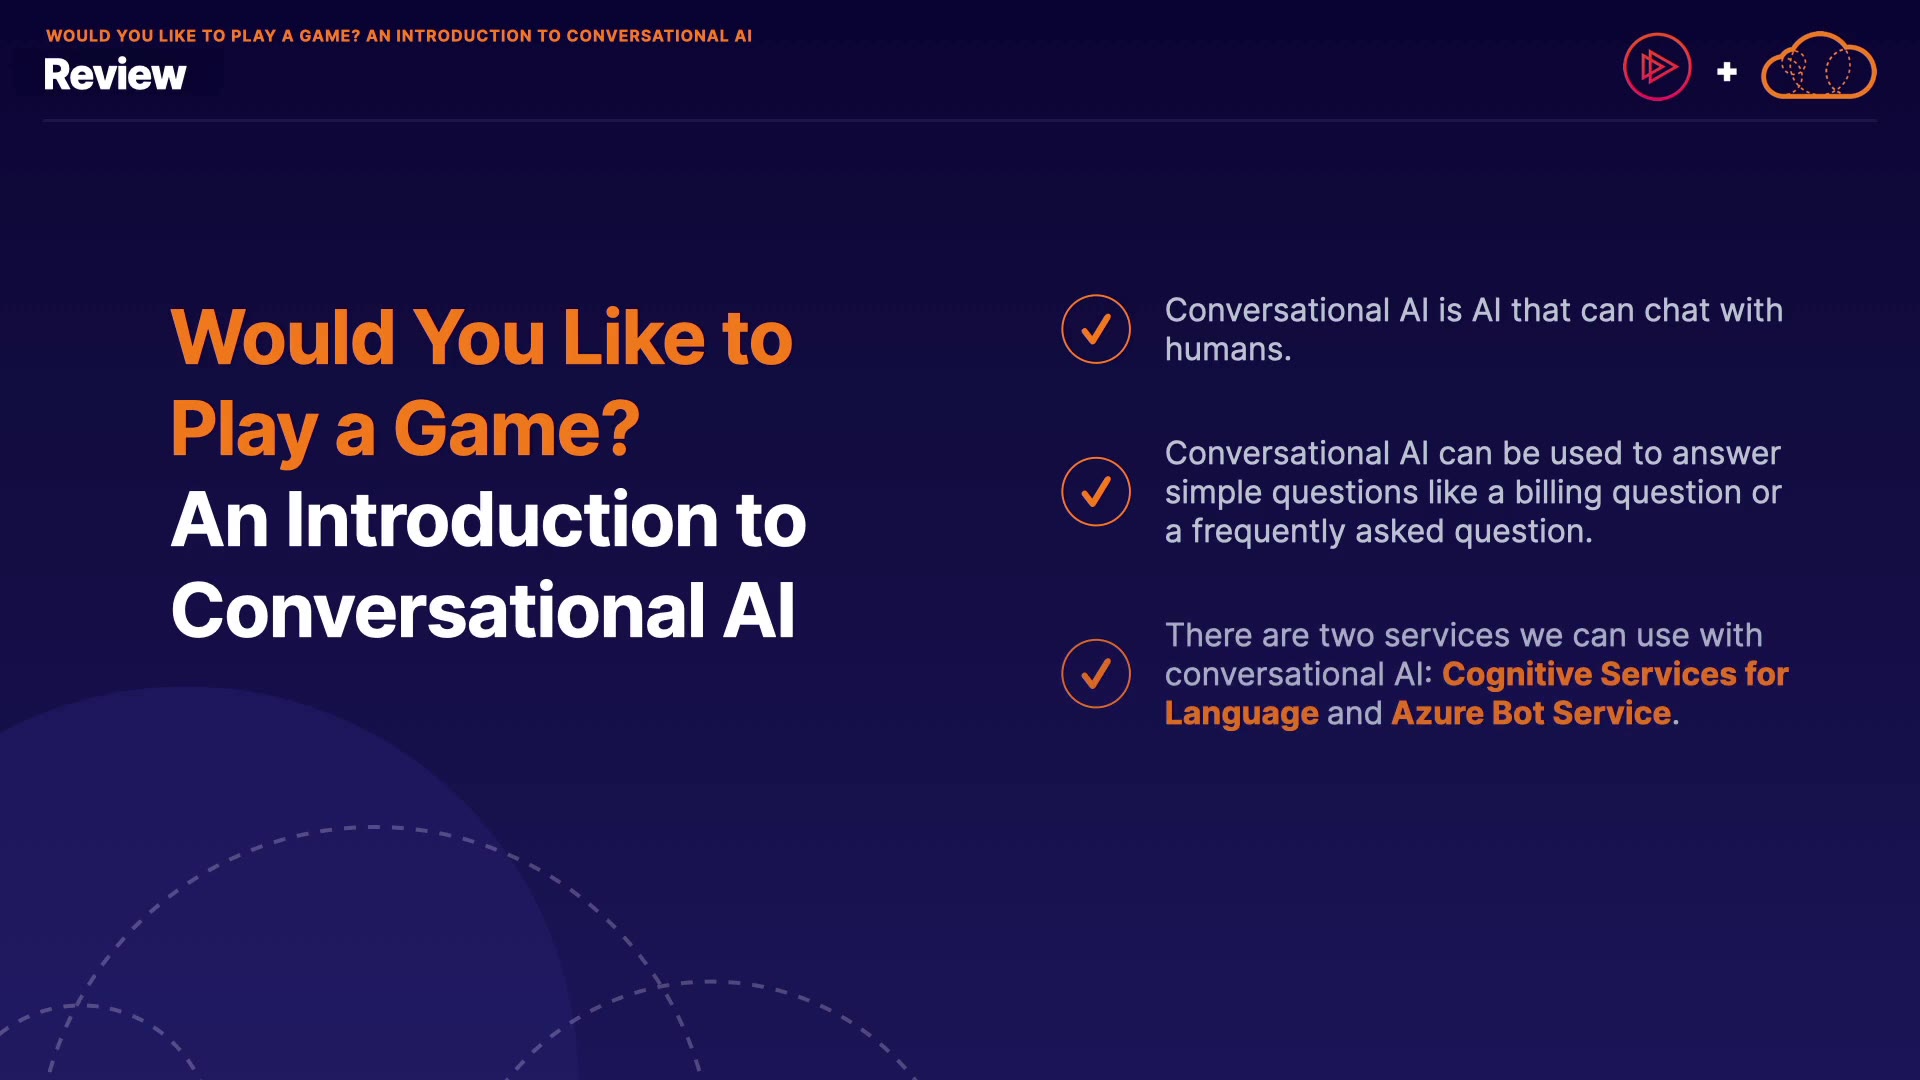 WOULD YOU LIKE TO PLAY A GAME? AN INTRODUCTION TO CONVERSATIONAL AI
Review
Would You Like to
Play a Game?
An Introduction to
Conversational AI
Conversational AI is AI that can chat with
humans.
Conversational AI can be used to answer
simple questions like a billing question or
a frequently asked question.
There are two services we can use with
conversational AI: Cognitive Services for
Language and Azure Bot Service.